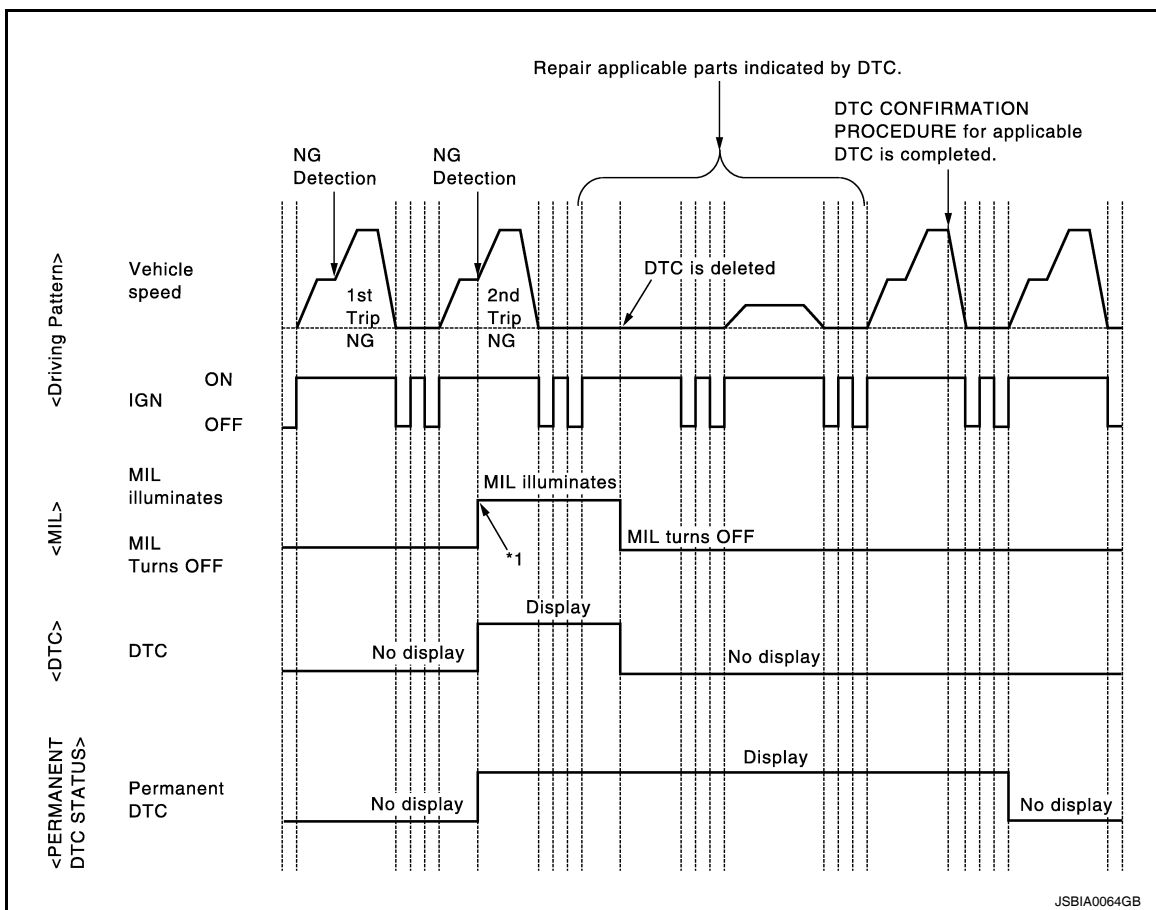 Repair applicable parts indicated by DTC.
DTC CONFIRMATION
PROCEDURE for applicable
DTC is completed.
NG
Detection
NG
Detection
<Driving Pattern>
Vehicle
speed
1st
Trip
NG
2nd
Trip
NG
DTC is deleted
IGN
ON
OFF
<MIL>
MIL
illuminates
MIL
Turns OFF
MIL illuminates
*1
MIL turns OFF
<DTC>
DTC
No display
Display
No display
<PERMANENT
DTC STATUS>
Permanent
DTC
No display
Display
No display
JSBIA0064GB